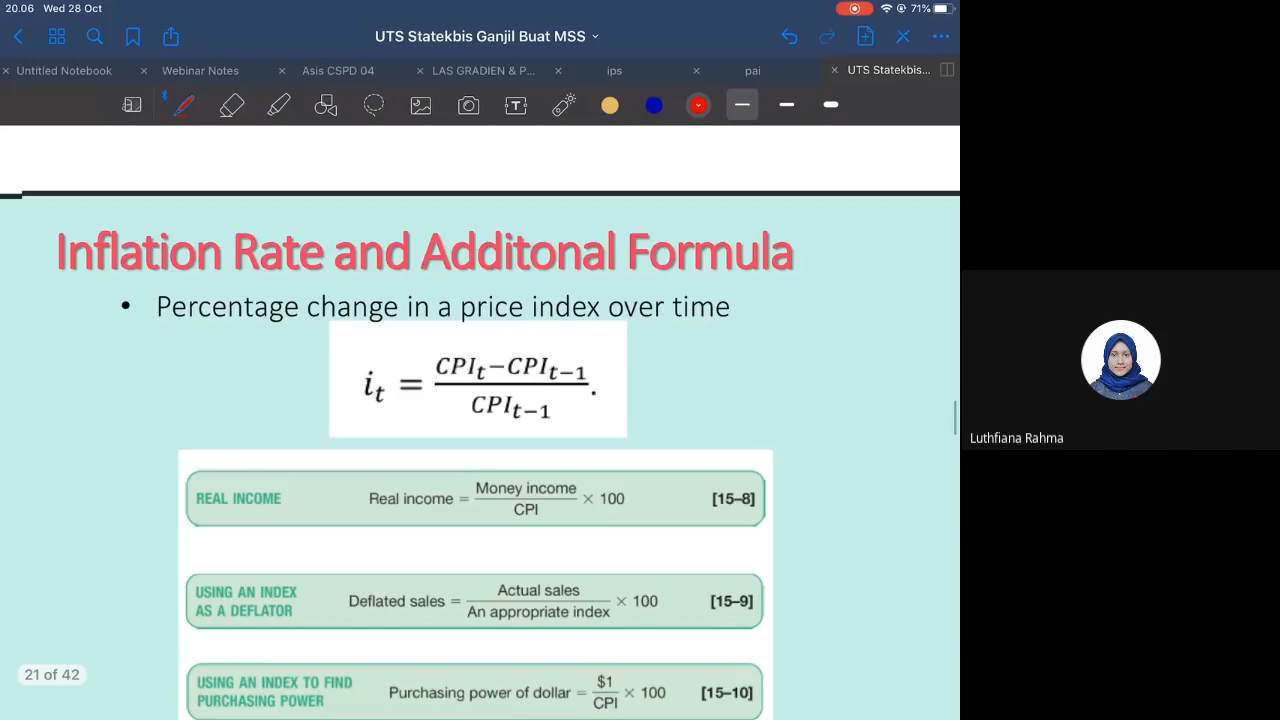 20.06 Wed 28 Oct
71%
UTS Statekbis Ganjil Buat MSS
Untitled Notebook
Webinar Notes
Asis CSPD 04
LAS GRADIEN & P...
ips
pai
UTS Statekbis...
Inflation Rate and Additonal Formula
• Percentage change in a price index over time
i_t = (CPI_t − CPI_{t−1}) / CPI_{t−1}.
REAL INCOME Real income = Money income / CPI × 100 [15–8]
USING AN INDEX
AS A DEFLATOR Deflated sales = Actual sales / An appropriate index × 100 [15–9]
USING AN INDEX TO FIND
PURCHASING POWER Purchasing power of dollar = $1 / CPI × 100 [15–10]
21 of 42
Luthfiana Rahma